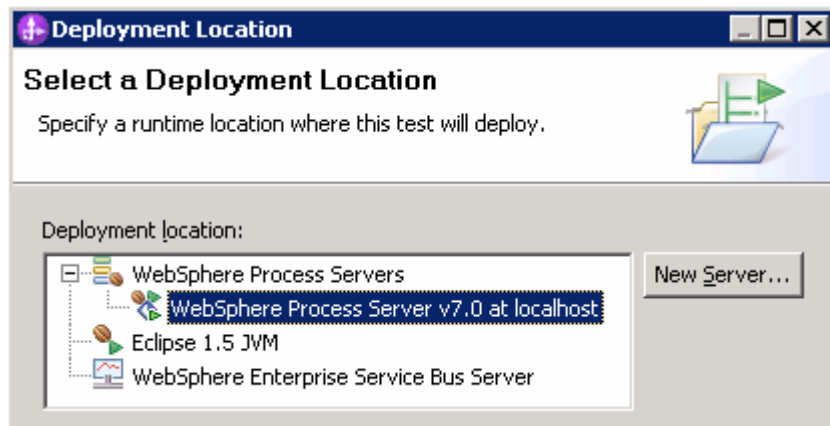 Deployment Location
Select a Deployment Location
Specify a runtime location where this test will deploy.
Deployment location:
WebSphere Process Servers
New Server...
WebSphere Process Server v7.0 at localhost
Eclipse 1.5 JVM
WebSphere Enterprise Service Bus Server